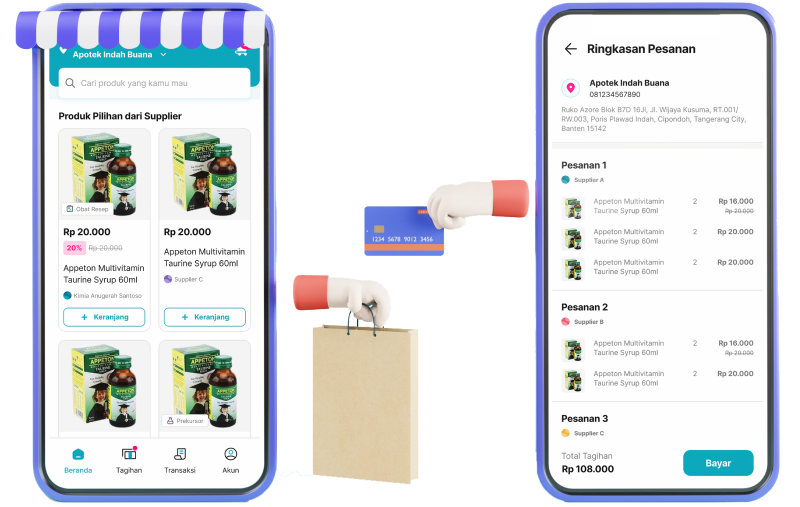 Apotek Indah Buana
Cari produk yang kamu mau
Produk Pilihan dari Supplier
APPETON
TAURINE
APPETON
TAURINE
Obat Resep
Rp 20.000
20% Rp 20.000
Appeton Multivitamin
Taurine Syrup 60ml
Kimia Anugerah Santoso
+ Keranjang
Rp 20.000
Appeton Multivitamin
Taurine Syrup 60ml
Supplier C
+ Keranjang
APPETON
TAURINE
APPETON
TAURINE
Prekursor
Beranda
Tagihan
Transaksi
Akun
1234 5678 9012 3456
Ringkasan Pesanan
Apotek Indah Buana
081234567890
Ruko Azore Blok B7D 16JI, Jl. Wijaya Kusuma, RT.001/
RW.003, Poris Plawad Indah, Cipondoh, Tangerang City,
Banten 15142
Pesanan 1
Supplier A
Appeton Multivitamin 2 Rp 16.000
Taurine Syrup 60ml Rp 20.000
Appeton Multivitamin 2 Rp 20.000
Taurine Syrup 60ml
Appeton Multivitamin 2 Rp 20.000
Taurine Syrup 60ml
Pesanan 2
Supplier B
Appeton Multivitamin 2 Rp 16.000
Taurine Syrup 60ml Rp 20.000
Appeton Multivitamin 2 Rp 20.000
Taurine Syrup 60ml
Pesanan 3
Supplier C
Total Tagihan
Rp 108.000
Bayar